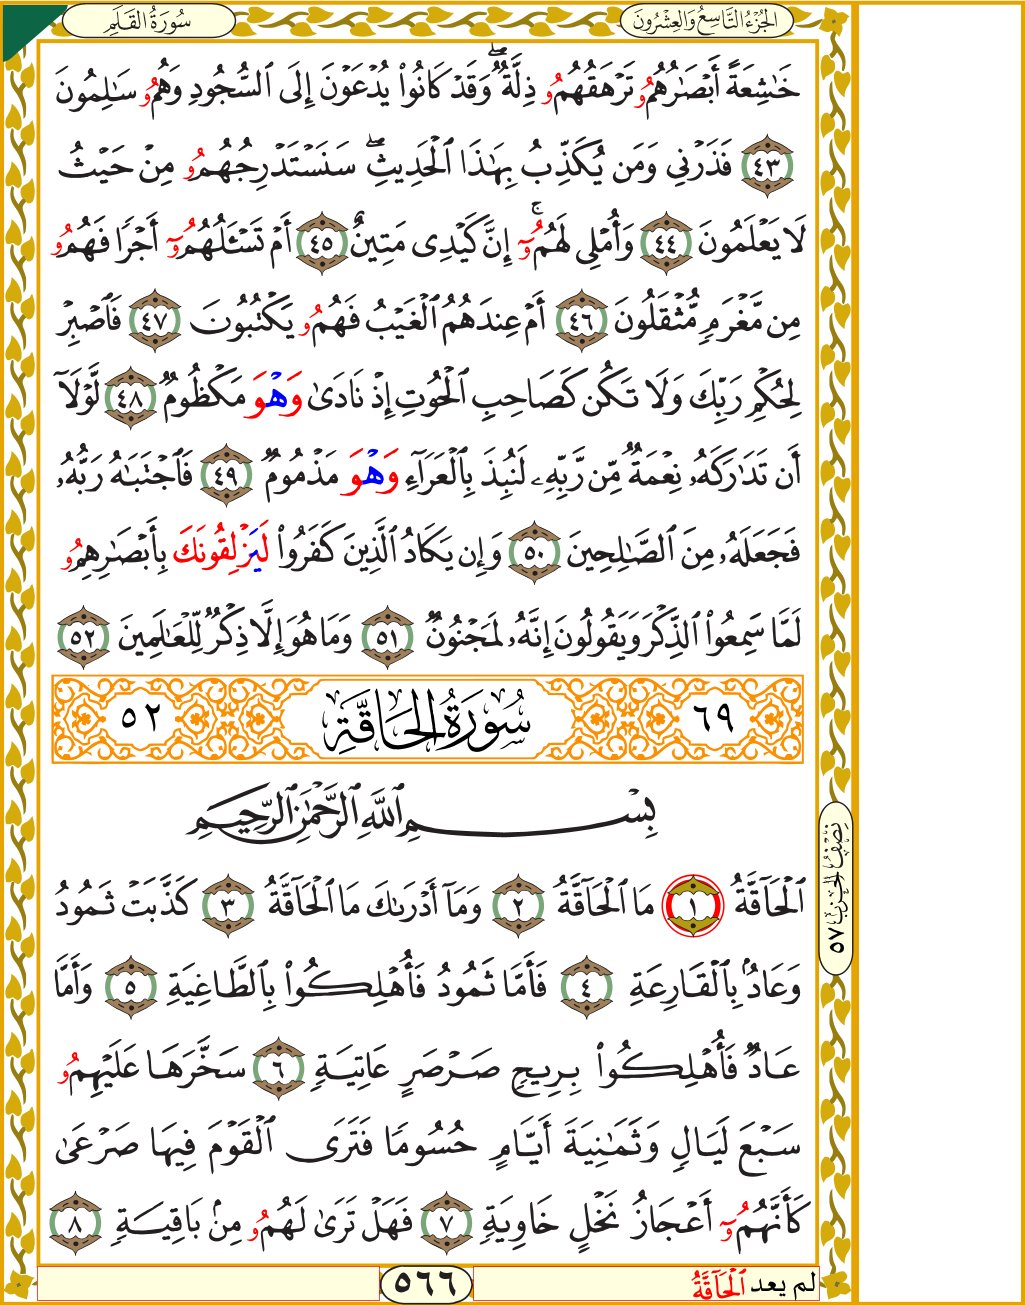 الجُزْءُ التَّاسِعُ وَالعِشْرُونَ
سُورَةُ القَلَمِ
خَٰشِعَةً أَبْصَٰرُهُمُۥ تَرْهَقُهُمُۥ ذِلَّةٌۖ وَقَدْ كَانُوا۟ يُدْعَوْنَ إِلَى ٱلسُّجُودِ وَهُمُۥ سَٰلِمُونَ
٤٣ فَذَرْنِى وَمَن يُكَذِّبُ بِهَٰذَا ٱلْحَدِيثِۖ سَنَسْتَدْرِجُهُمُۥ مِنْ حَيْثُ
لَا يَعْلَمُونَ ٤٤ وَأُمْلِى لَهُمُۥٓۚ إِنَّ كَيْدِى مَتِينٌ ٤٥ أَمْ تَسْـَٔلُهُمُۥٓ أَجْرًا فَهُمُۥ
مِن مَّغْرَمٍ مُّثْقَلُونَ ٤٦ أَمْ عِندَهُمُ ٱلْغَيْبُ فَهُمُۥ يَكْتُبُونَ ٤٧ فَٱصْبِرْ
لِحُكْمِ رَبِّكَ وَلَا تَكُن كَصَاحِبِ ٱلْحُوتِ إِذْ نَادَىٰ وَهْوَ مَكْظُومٌ ٤٨ لَّوْلَآ
أَن تَدَٰرَكَهُۥ نِعْمَةٌ مِّن رَّبِّهِۦ لَنُبِذَ بِٱلْعَرَآءِ وَهْوَ مَذْمُومٌ ٤٩ فَٱجْتَبَٰهُ رَبُّهُۥ
فَجَعَلَهُۥ مِنَ ٱلصَّٰلِحِينَ ٥٠ وَإِن يَكَادُ ٱلَّذِينَ كَفَرُوا۟ لَيَزْلِقُونَكَ بِأَبْصَٰرِهِمُۥ
لَمَّا سَمِعُوا۟ ٱلذِّكْرَ وَيَقُولُونَ إِنَّهُۥ لَمَجْنُونٌ ٥١ وَمَا هُوَ إِلَّا ذِكْرٌ لِّلْعَٰلَمِينَ ٥٢
٦٩ سُورَةُ الحَاقَّةِ ٥٢
بِسْمِ ٱللَّهِ ٱلرَّحْمَٰنِ ٱلرَّحِيمِ
ٱلْحَآقَّةُ ١ مَا ٱلْحَآقَّةُ ٢ وَمَآ أَدْرَىٰكَ مَا ٱلْحَآقَّةُ ٣ كَذَّبَتْ ثَمُودُ
وَعَادٌۢ بِٱلْقَارِعَةِ ٤ فَأَمَّا ثَمُودُ فَأُهْلِكُوا۟ بِٱلطَّاغِيَةِ ٥ وَأَمَّا
عَادٌ فَأُهْلِكُوا۟ بِرِيحٍ صَرْصَرٍ عَاتِيَةٍ ٦ سَخَّرَهَا عَلَيْهِمُۥ
سَبْعَ لَيَالٍ وَثَمَٰنِيَةَ أَيَّامٍ حُسُومًا فَتَرَى ٱلْقَوْمَ فِيهَا صَرْعَىٰ
كَأَنَّهُمُۥٓ أَعْجَازُ نَخْلٍ خَاوِيَةٍ ٧ فَهَلْ تَرَىٰ لَهُمُۥ مِنۢ بَاقِيَةٍ ٨
نِصْفُ الحِزْبِ ٥٧
لم يعد ٱلْحَآقَّةُ
٥٦٦